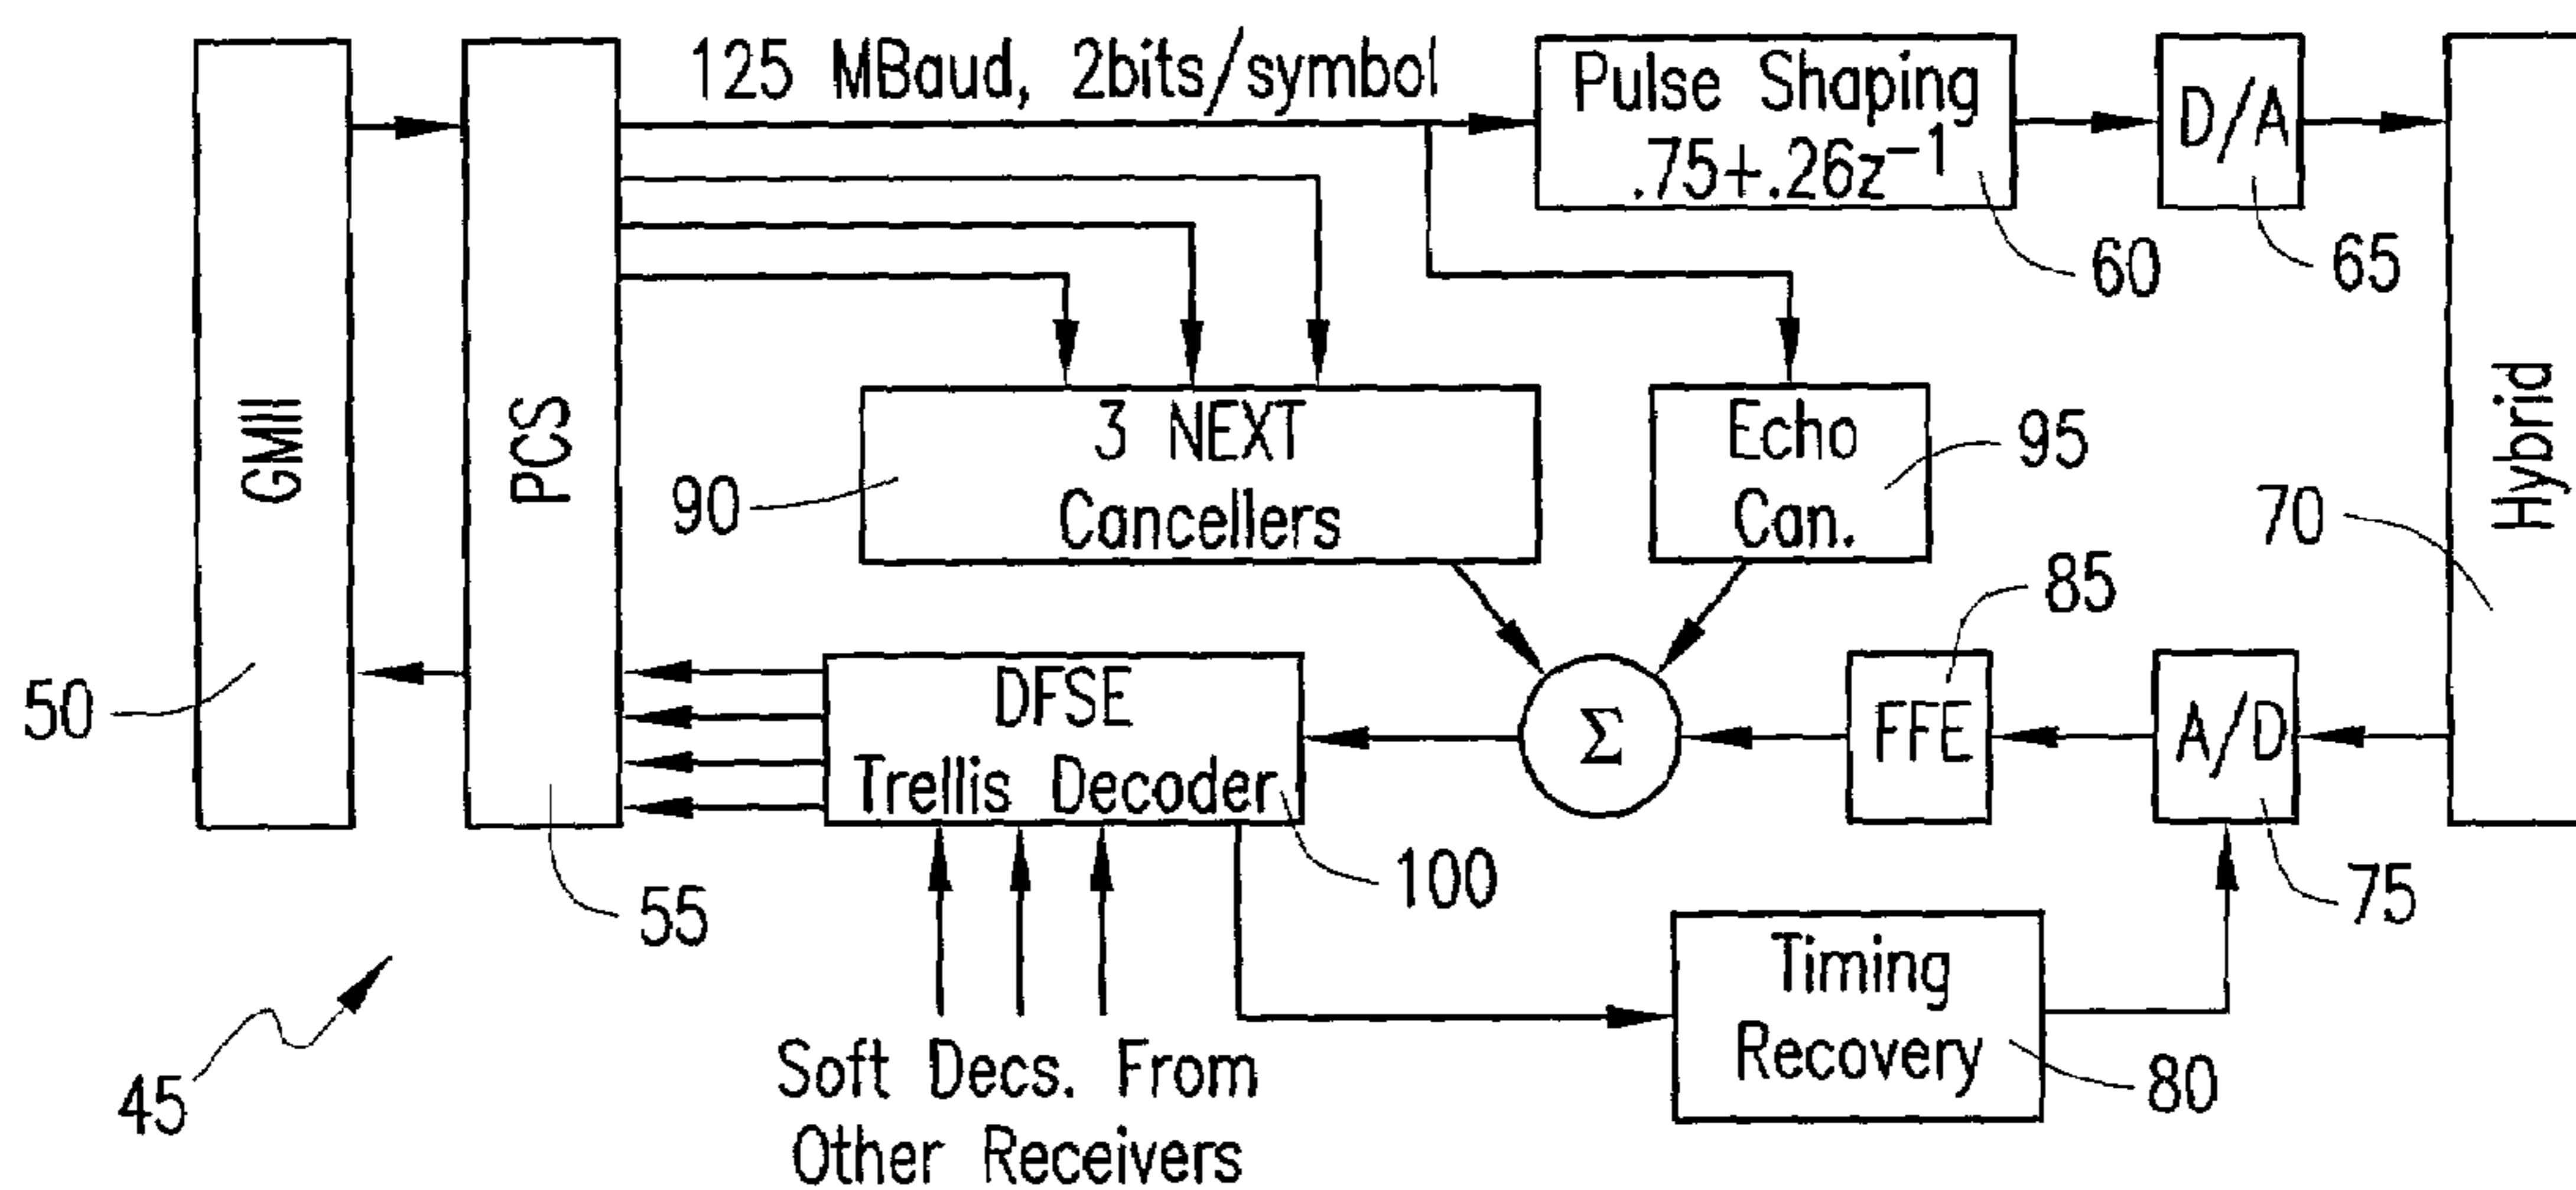 125 MBaud, 2bits/symbol
Pulse Shaping
.75+.26z⁻¹
D/A
60
65
GMII
PCS
Hybrid
3 NEXT
Cancellers
90
Echo
Can.
95
70
85
50
DFSE
Trellis Decoder
Σ
FFE
A/D
100
55
75
Timing
Recovery
80
45
Soft Decs. From
Other Receivers